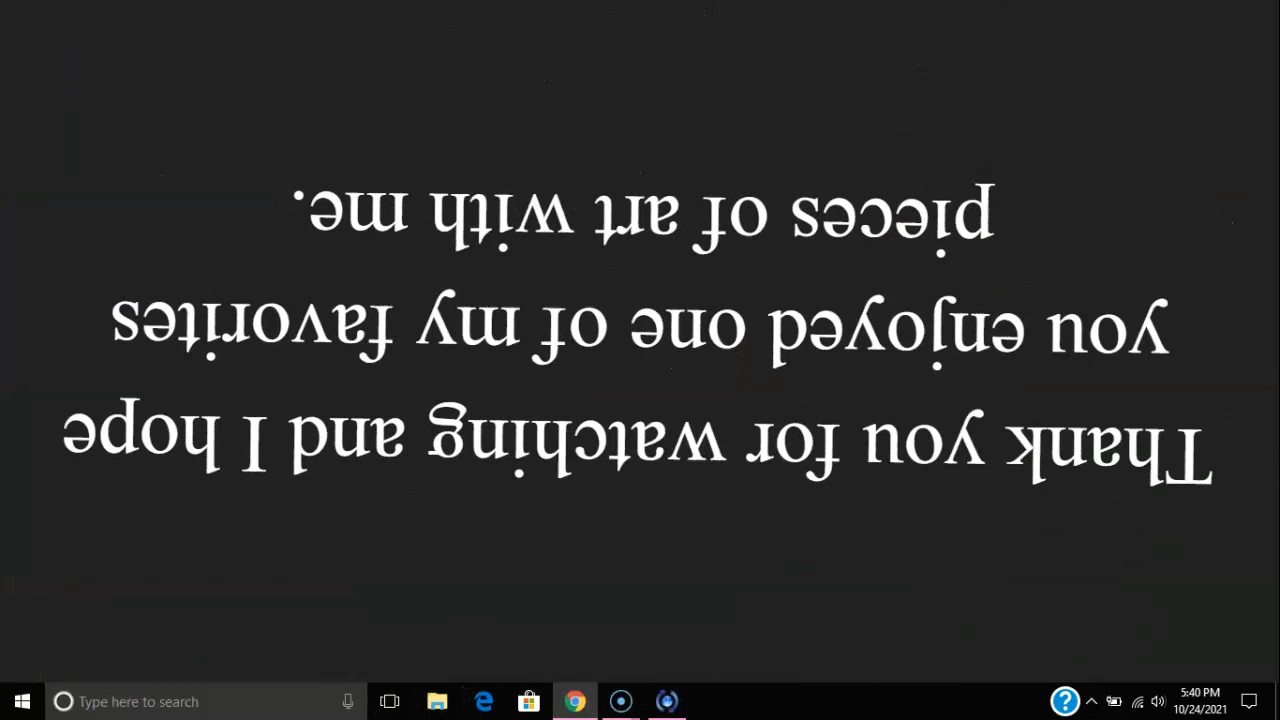 Thank you for watching and I hope
you enjoyed one of my favorites
pieces of art with me.
Type here to search
5:40 PM
10/24/2021